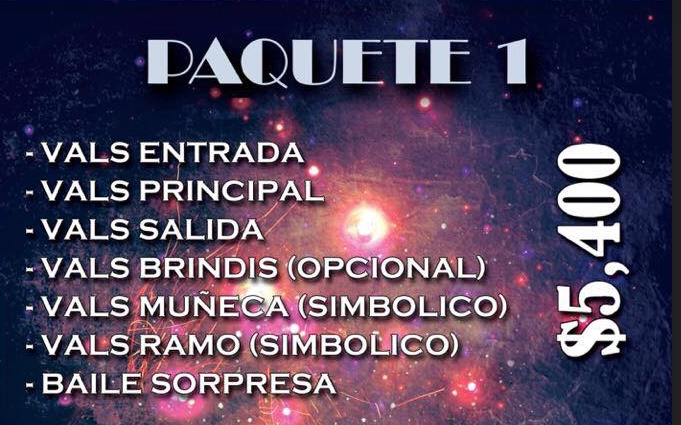 PAQUETE 1
- VALS ENTRADA
- VALS PRINCIPAL
- VALS SALIDA
- VALS BRINDIS (OPCIONAL)
- VALS MUÑECA (SIMBOLICO)
- VALS RAMO (SIMBOLICO)
- BAILE SORPRESA
$5,400